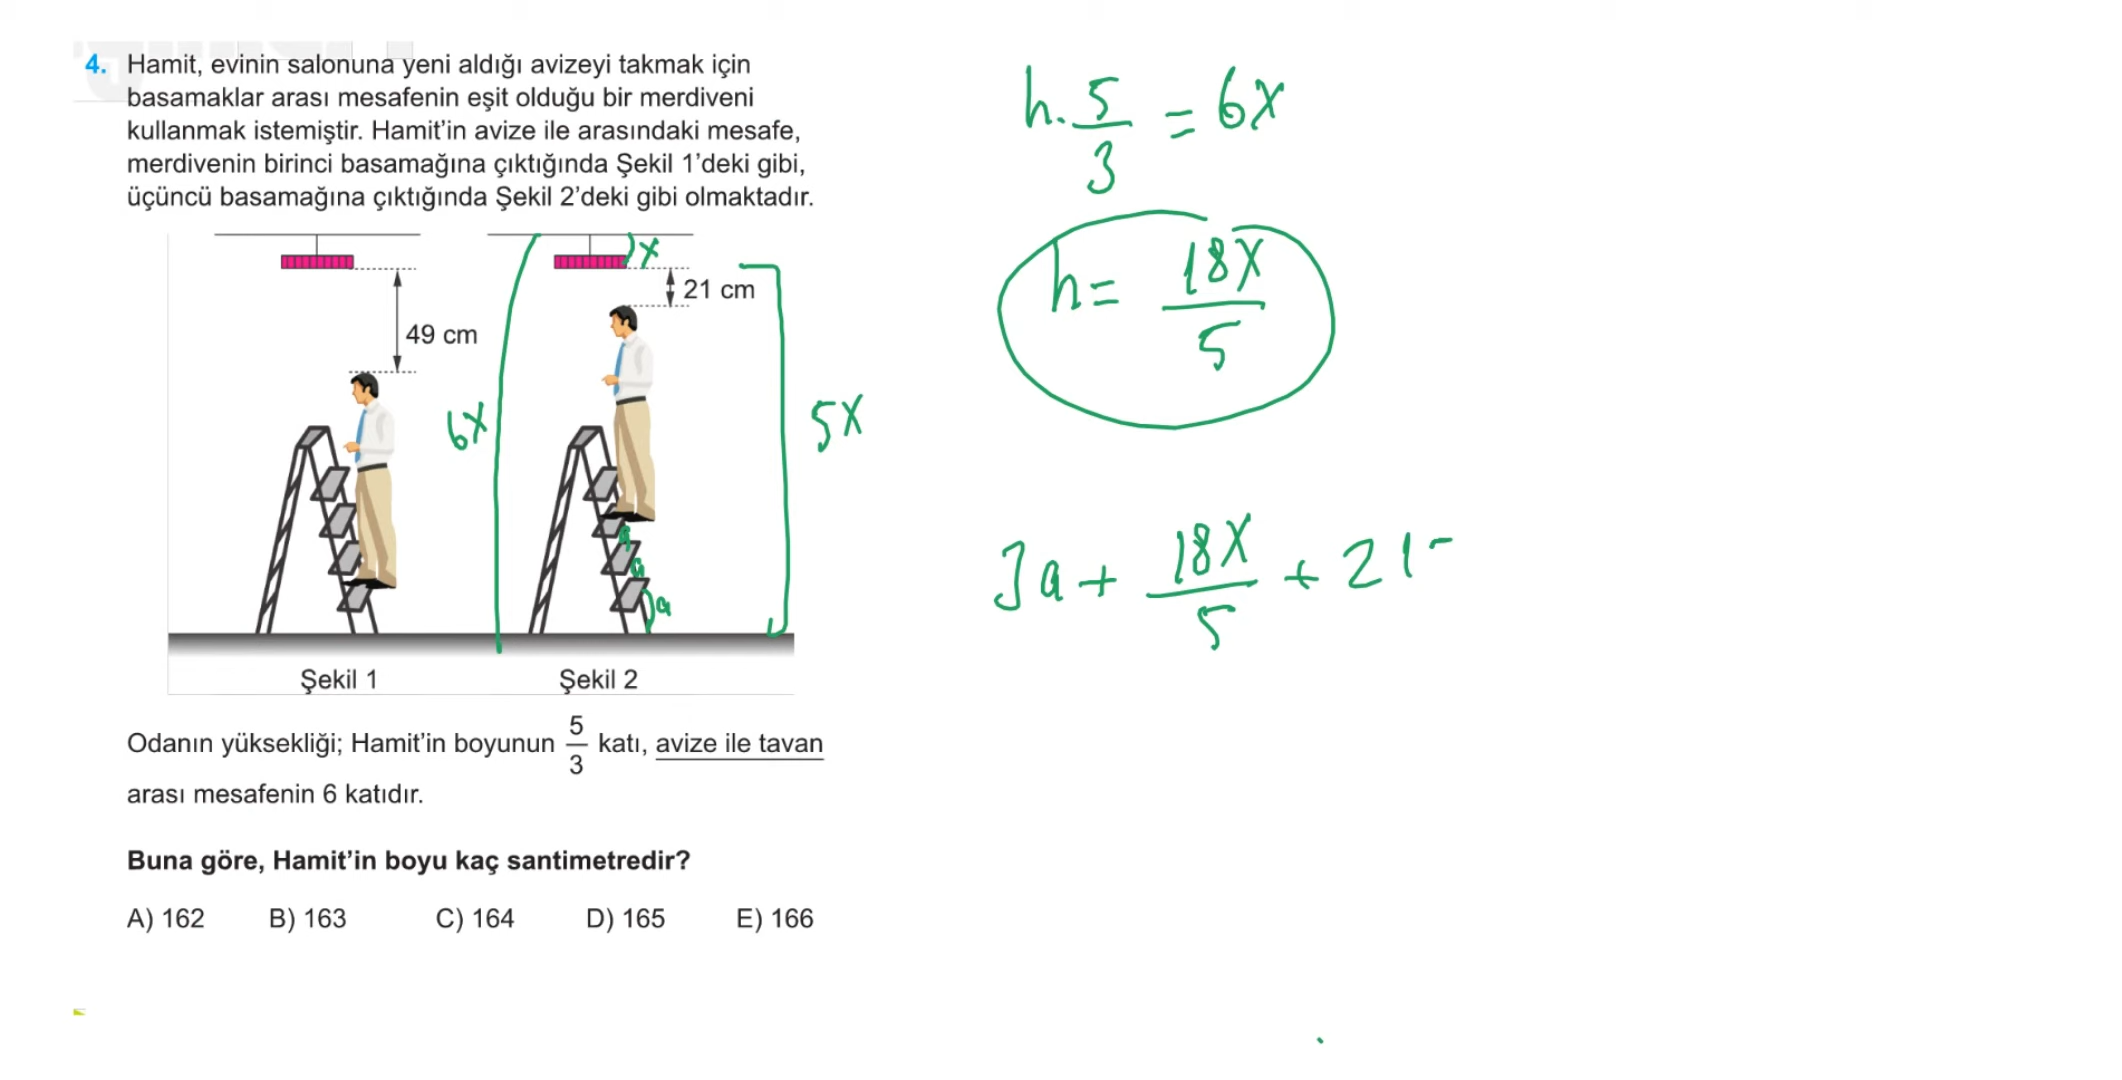 4. Hamit, evinin salonuna yeni aldığı avizeyi takmak için
basamaklar arası mesafenin eşit olduğu bir merdiveni
kullanmak istemiştir. Hamit'in avize ile arasındaki mesafe,
merdivenin birinci basamağına çıktığında Şekil 1'deki gibi,
üçüncü basamağına çıktığında Şekil 2'deki gibi olmaktadır.
x
21 cm
49 cm
6x
5x
a
a
a
Şekil 1
Şekil 2
Odanın yüksekliği; Hamit'in boyunun 5/3 katı, avize ile tavan
arası mesafenin 6 katıdır.
Buna göre, Hamit'in boyu kaç santimetredir?
A) 162 B) 163 C) 164 D) 165 E) 166
h. 5/3 = 6x
h = 18x/5
3a + 18x/5 + 21 -